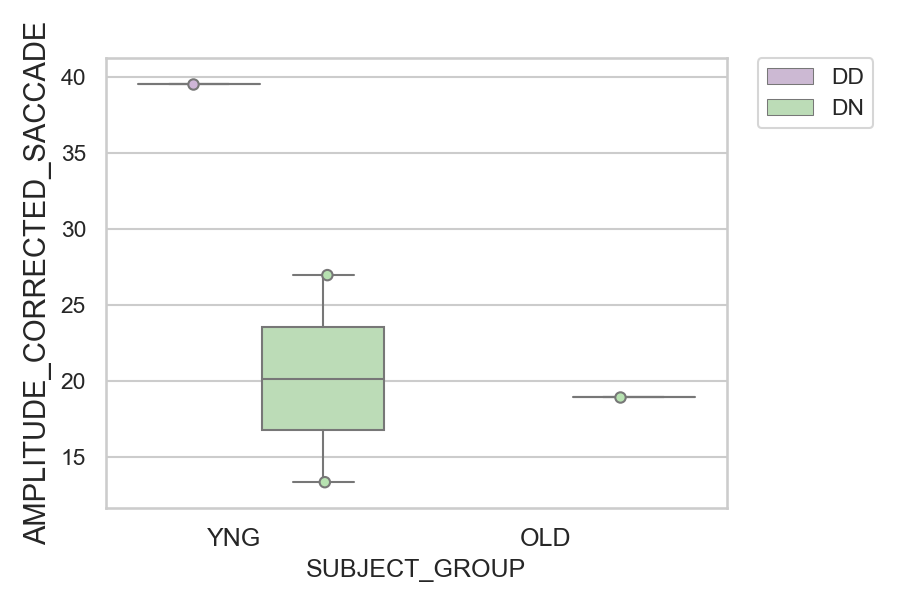 AMPLITUDE_CORRECTED_SACCADE
40
35
30
25
20
15
YNG
OLD
SUBJECT_GROUP
DD
DN